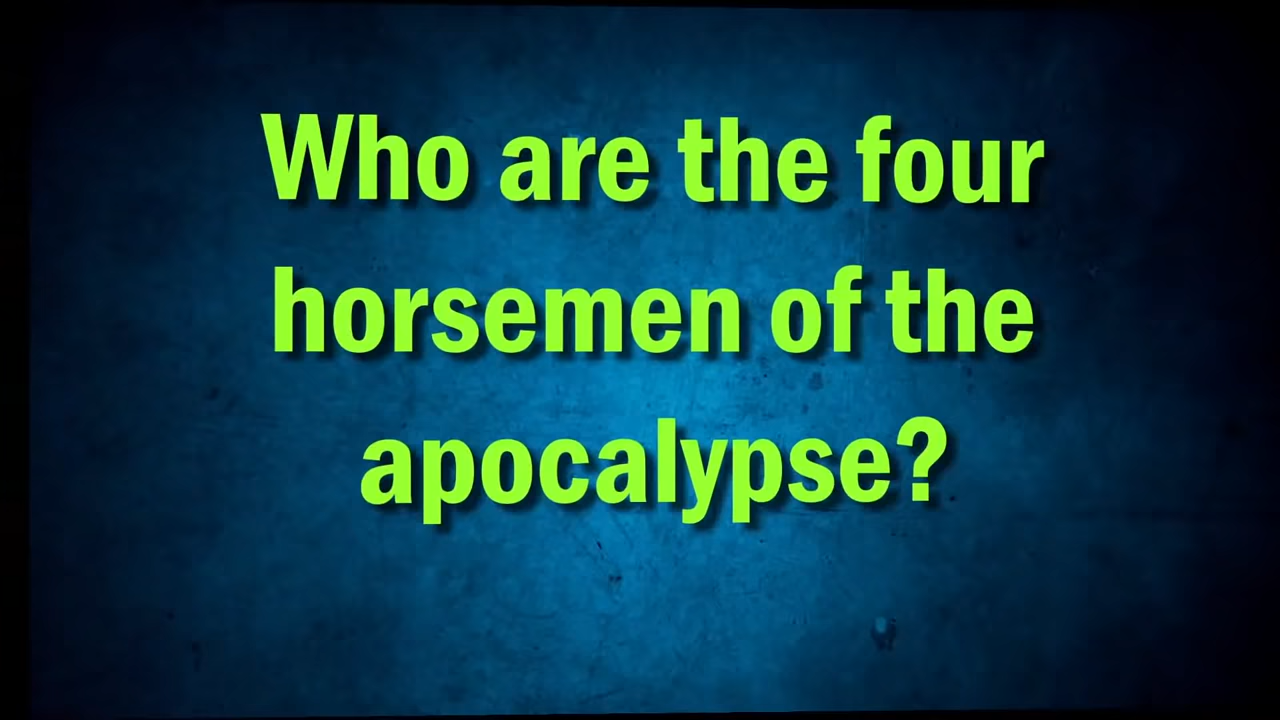 Who are the four
horsemen of the
apocalypse?